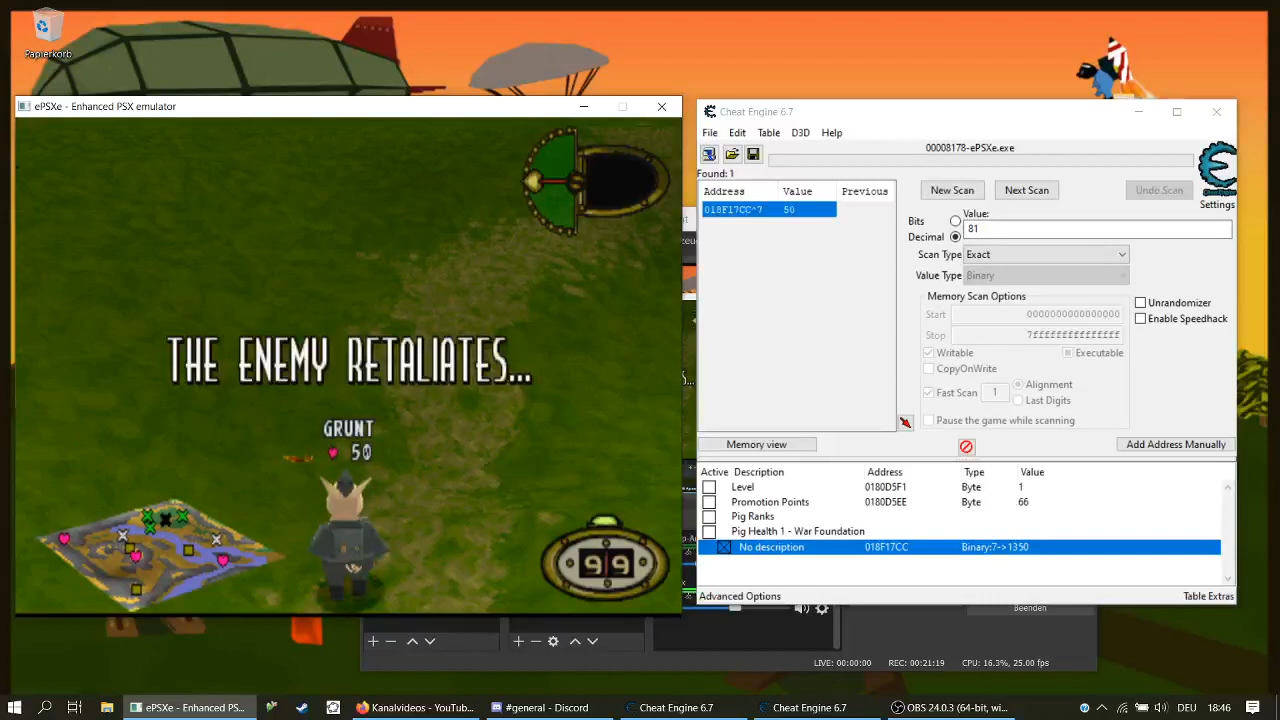 Papierkorb
ePSXe - Enhanced PSX emulator
THE ENEMY RETALIATES...
GRUNT
50
99
Cheat Engine 6.7
File Edit Table D3D Help
00008178-ePSXe.exe
Found: 1
Address Value Previous
018F17CC^7 50
New Scan Next Scan Undo Scan
Settings
Value:
Bits
Decimal 81
Scan Type Exact
Value Type Binary
Memory Scan Options
Start 0000000000000000
Stop 7fffffffffffffff
Writable Executable
CopyOnWrite
Fast Scan 1 Alignment
Last Digits
Pause the game while scanning
Unrandomizer
Enable Speedhack
Memory view Add Address Manually
Active Description Address Type Value
Level 0180D5F1 Byte 1
Promotion Points 0180D5EE Byte 66
Pig Ranks
Pig Health 1 - War Foundation
No description 018F17CC Binary:7->1350
Advanced Options Table Extras
Beenden
LIVE: 00:00:00 REC: 00:21:19 CPU: 16.3%, 25.00 fps
ePSXe - Enhanced PS... Kanalvideos - YouTub... #general - Discord Cheat Engine 6.7 Cheat Engine 6.7 OBS 24.0.3 (64-bit, wi... DEU 18:46